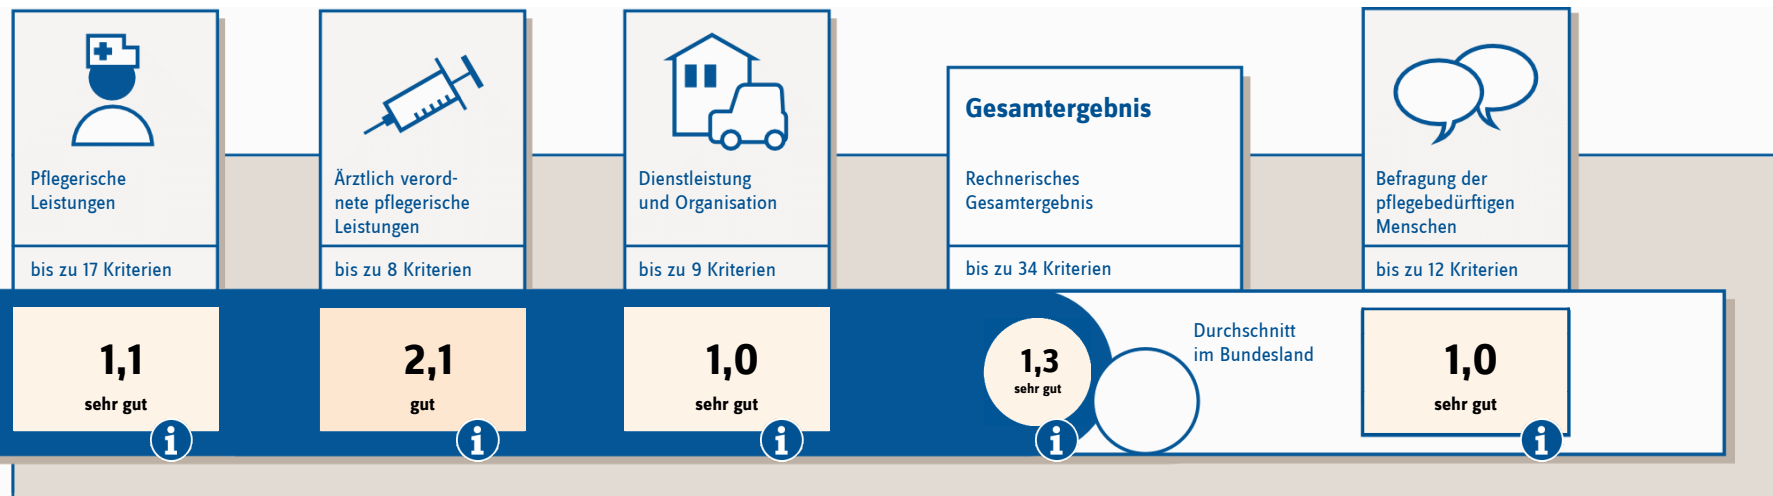 Pflegerische
Leistungen
bis zu 17 Kriterien
1,1
sehr gut
Ärztlich verord-
nete pflegerische
Leistungen
bis zu 8 Kriterien
2,1
gut
Dienstleistung
und Organisation
bis zu 9 Kriterien
1,0
sehr gut
Gesamtergebnis
Rechnerisches
Gesamtergebnis
bis zu 34 Kriterien
1,3
sehr gut
Durchschnitt
im Bundesland
Befragung der
pflegebedürftigen
Menschen
bis zu 12 Kriterien
1,0
sehr gut